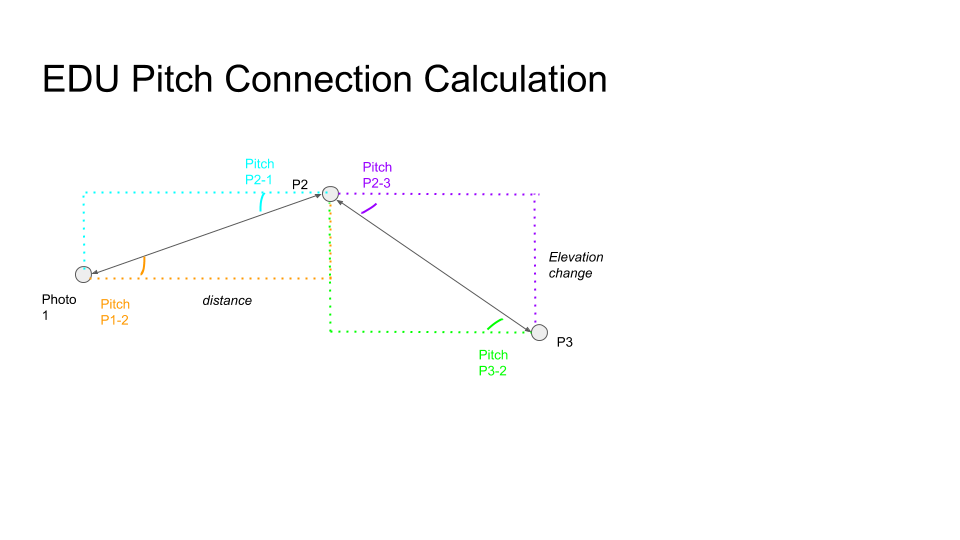 EDU Pitch Connection Calculation
Pitch
P2-1
P2
Pitch
P2-3
Elevation
change
Photo
1
Pitch
P1-2
distance
P3
Pitch
P3-2